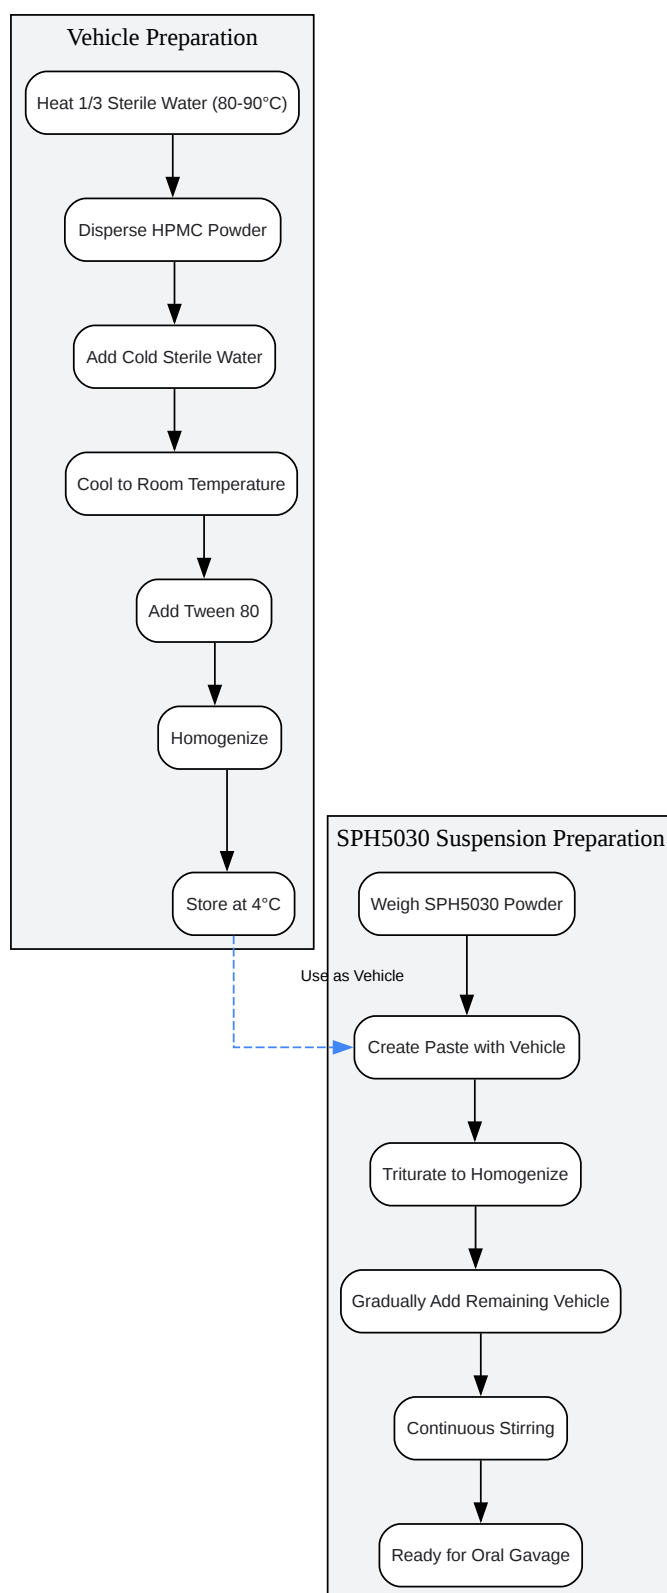 Vehicle Preparation
Heat 1/3 Sterile Water (80-90°C)
Disperse HPMC Powder
Add Cold Sterile Water
Cool to Room Temperature
Add Tween 80
Homogenize
Store at 4°C
Use as Vehicle
SPH5030 Suspension Preparation
Weigh SPH5030 Powder
Create Paste with Vehicle
Triturate to Homogenize
Gradually Add Remaining Vehicle
Continuous Stirring
Ready for Oral Gavage